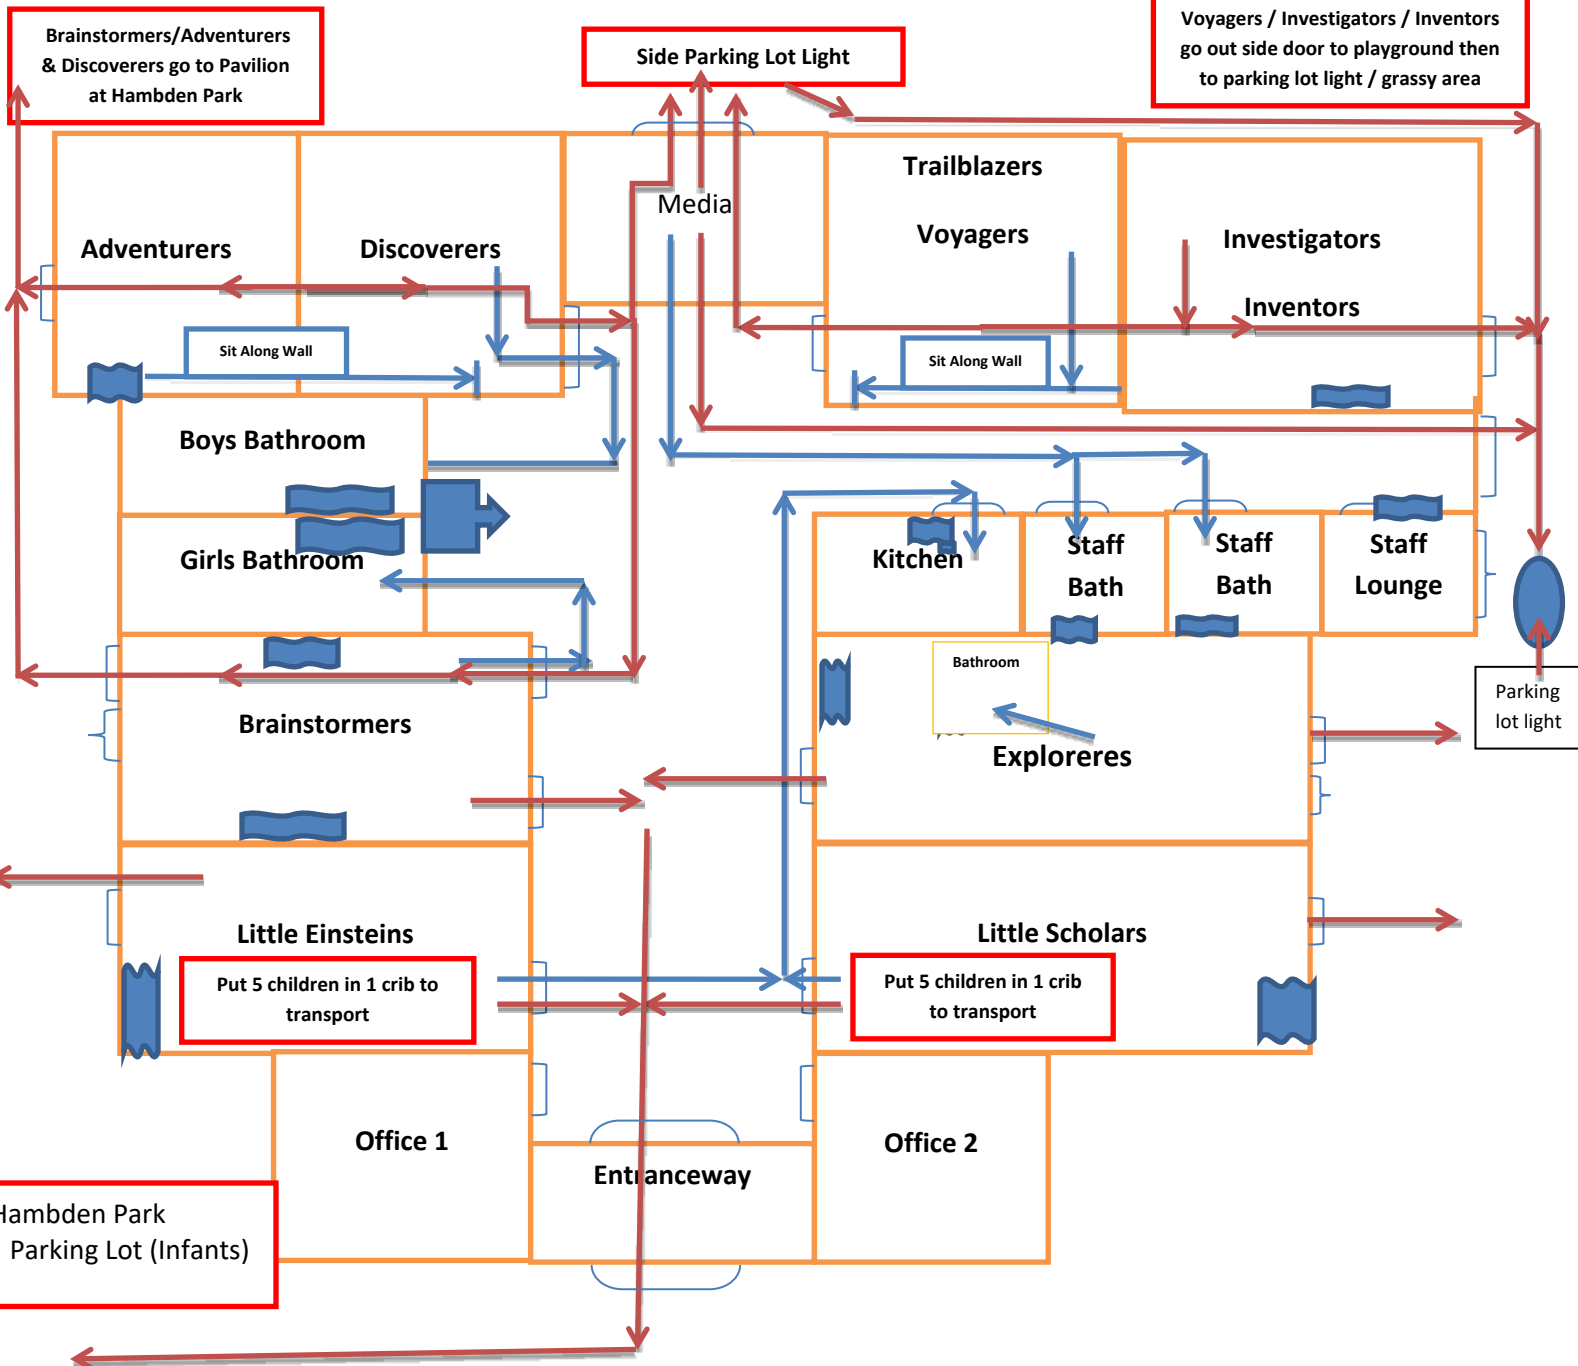 Brainstormers/Adventurers
& Discoverers go to Pavilion
at Hambden Park
Side Parking Lot Light
Voyagers / Investigators / Inventors
go out side door to playground then
to parking lot light / grassy area
Adventurers
Discoverers
Media
Trailblazers
Voyagers
Investigators
Inventors
Sit Along Wall
Sit Along Wall
Boys Bathroom
Girls Bathroom
Kitchen
Staff
Bath
Staff
Bath
Staff
Lounge
Parking
lot light
Bathroom
Brainstormers
Exploreres
Little Einsteins
Put 5 children in 1 crib to
transport
Little Scholars
Put 5 children in 1 crib
to transport
Office 1
Entranceway
Office 2
Hambden Park
Parking Lot (Infants)